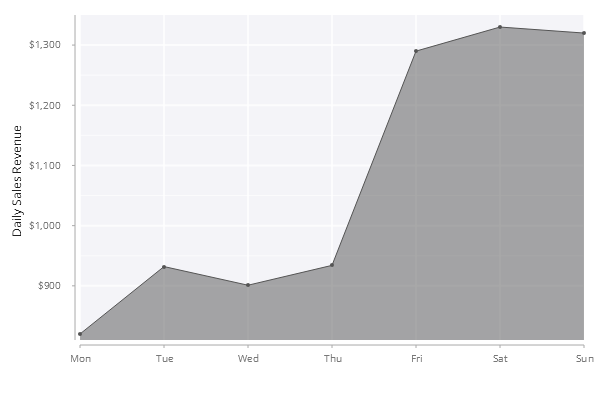 $1,300
$1,200
$1,100
$1,000
$900
Daily Sales Revenue
Mon Tue Wed Thu Fri Sat Sun